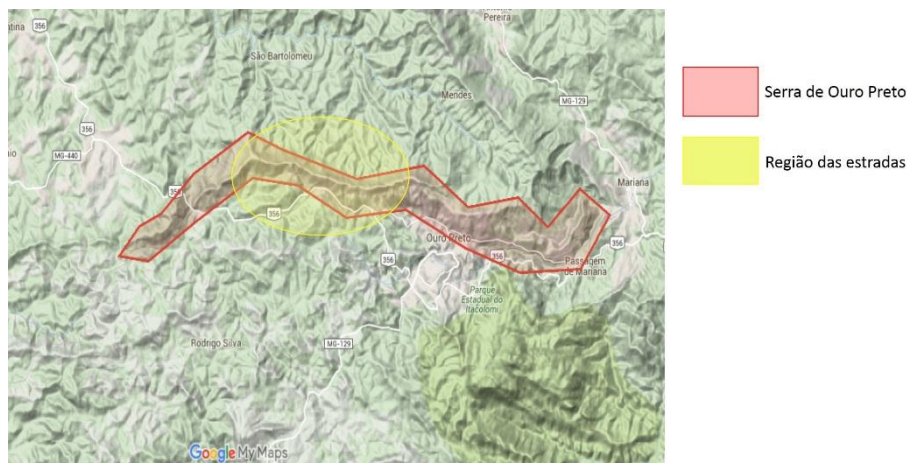 356
São Bartolomeu
Pereira
Mendes
MG-129
356
MG-440
356
Mariana
356
356
Ouro Preto
356
356
356
Passagem
de Mariana
Parque
Estadual do
Itacolomi
Rodrigo Silva
MG-129
Google My Maps
Serra de Ouro Preto
Região das estradas